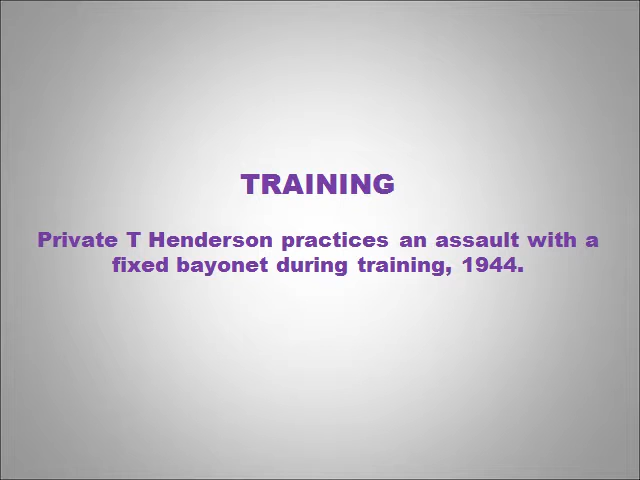 TRAINING
Private T Henderson practices an assault with a
fixed bayonet during training, 1944.